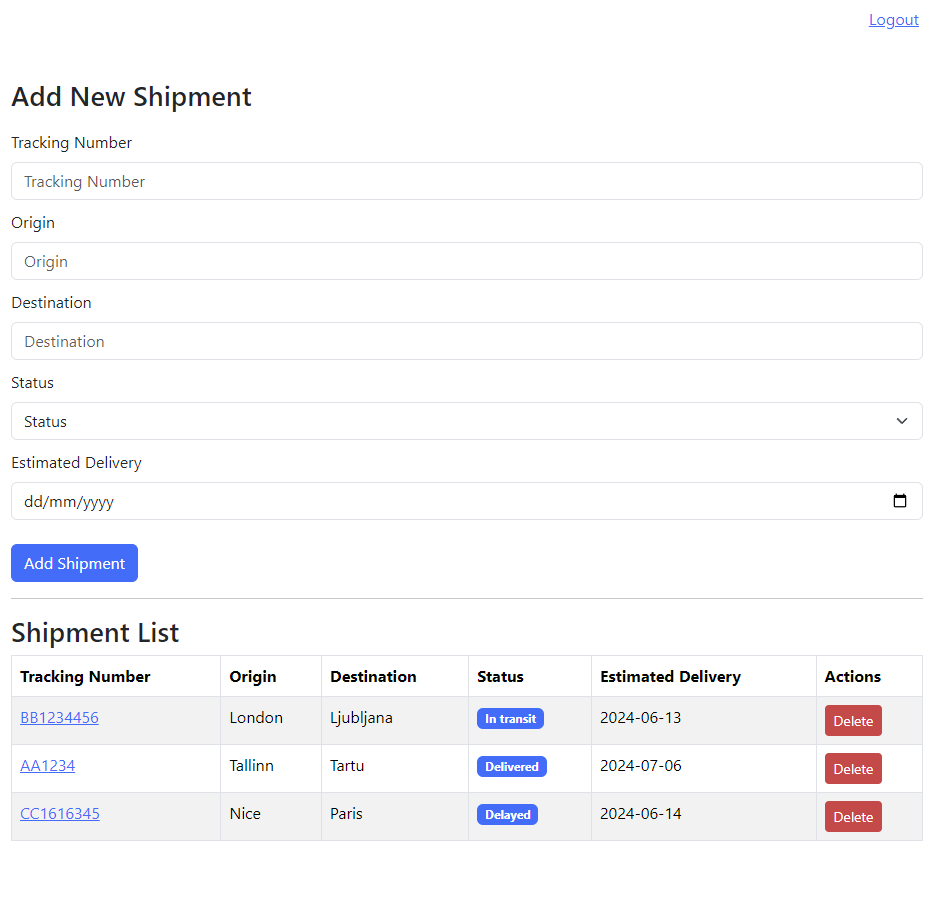 Logout
Add New Shipment
Tracking Number
Tracking Number
Origin
Origin
Destination
Destination
Status
Status
Estimated Delivery
dd/mm/yyyy
Add Shipment
Shipment List
Tracking Number Origin Destination Status Estimated Delivery Actions
BB1234456 London Ljubljana In transit 2024-06-13 Delete
AA1234 Tallinn Tartu Delivered 2024-07-06 Delete
CC1616345 Nice Paris Delayed 2024-06-14 Delete